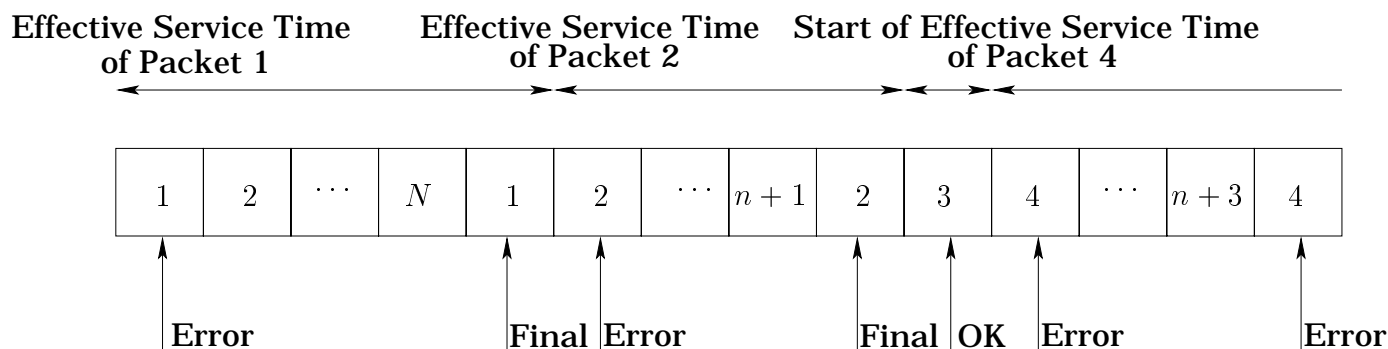 Effective Service Time
of Packet 1
Effective Service Time
of Packet 2
Start of Effective Service Time
of Packet 4
1 2 ··· N 1 2 ··· n + 1 2 3 4 ··· n + 3 4
Error Final Error Final OK Error Error